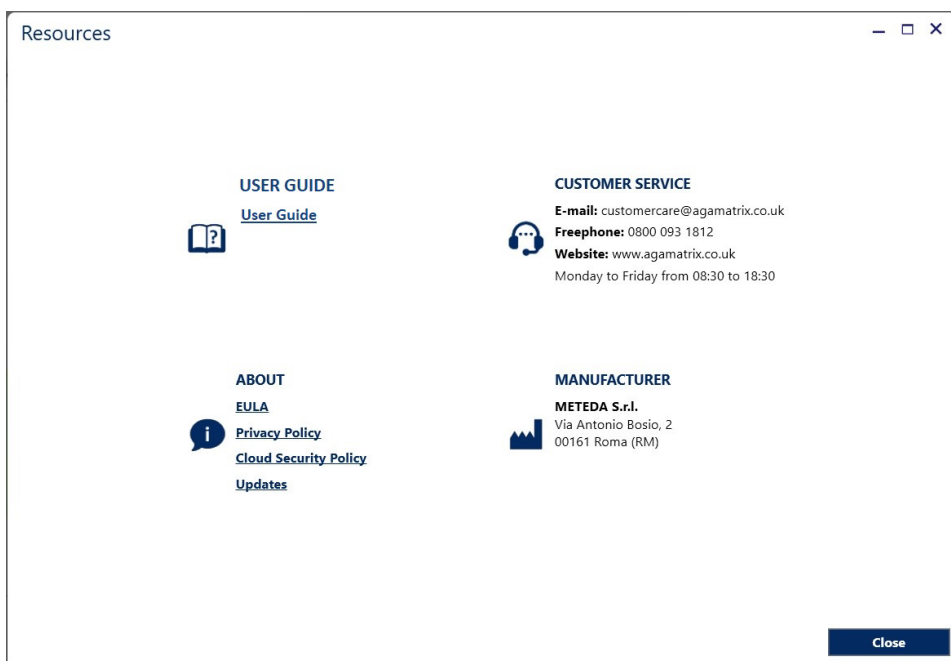 Resources
USER GUIDE
User Guide
CUSTOMER SERVICE
E-mail: customercare@agamatrix.co.uk
Freephone: 0800 093 1812
Website: www.agamatrix.co.uk
Monday to Friday from 08:30 to 18:30
ABOUT
EULA
Privacy Policy
Cloud Security Policy
Updates
MANUFACTURER
METEDA S.r.l.
Via Antonio Bosio, 2
00161 Roma (RM)
Close